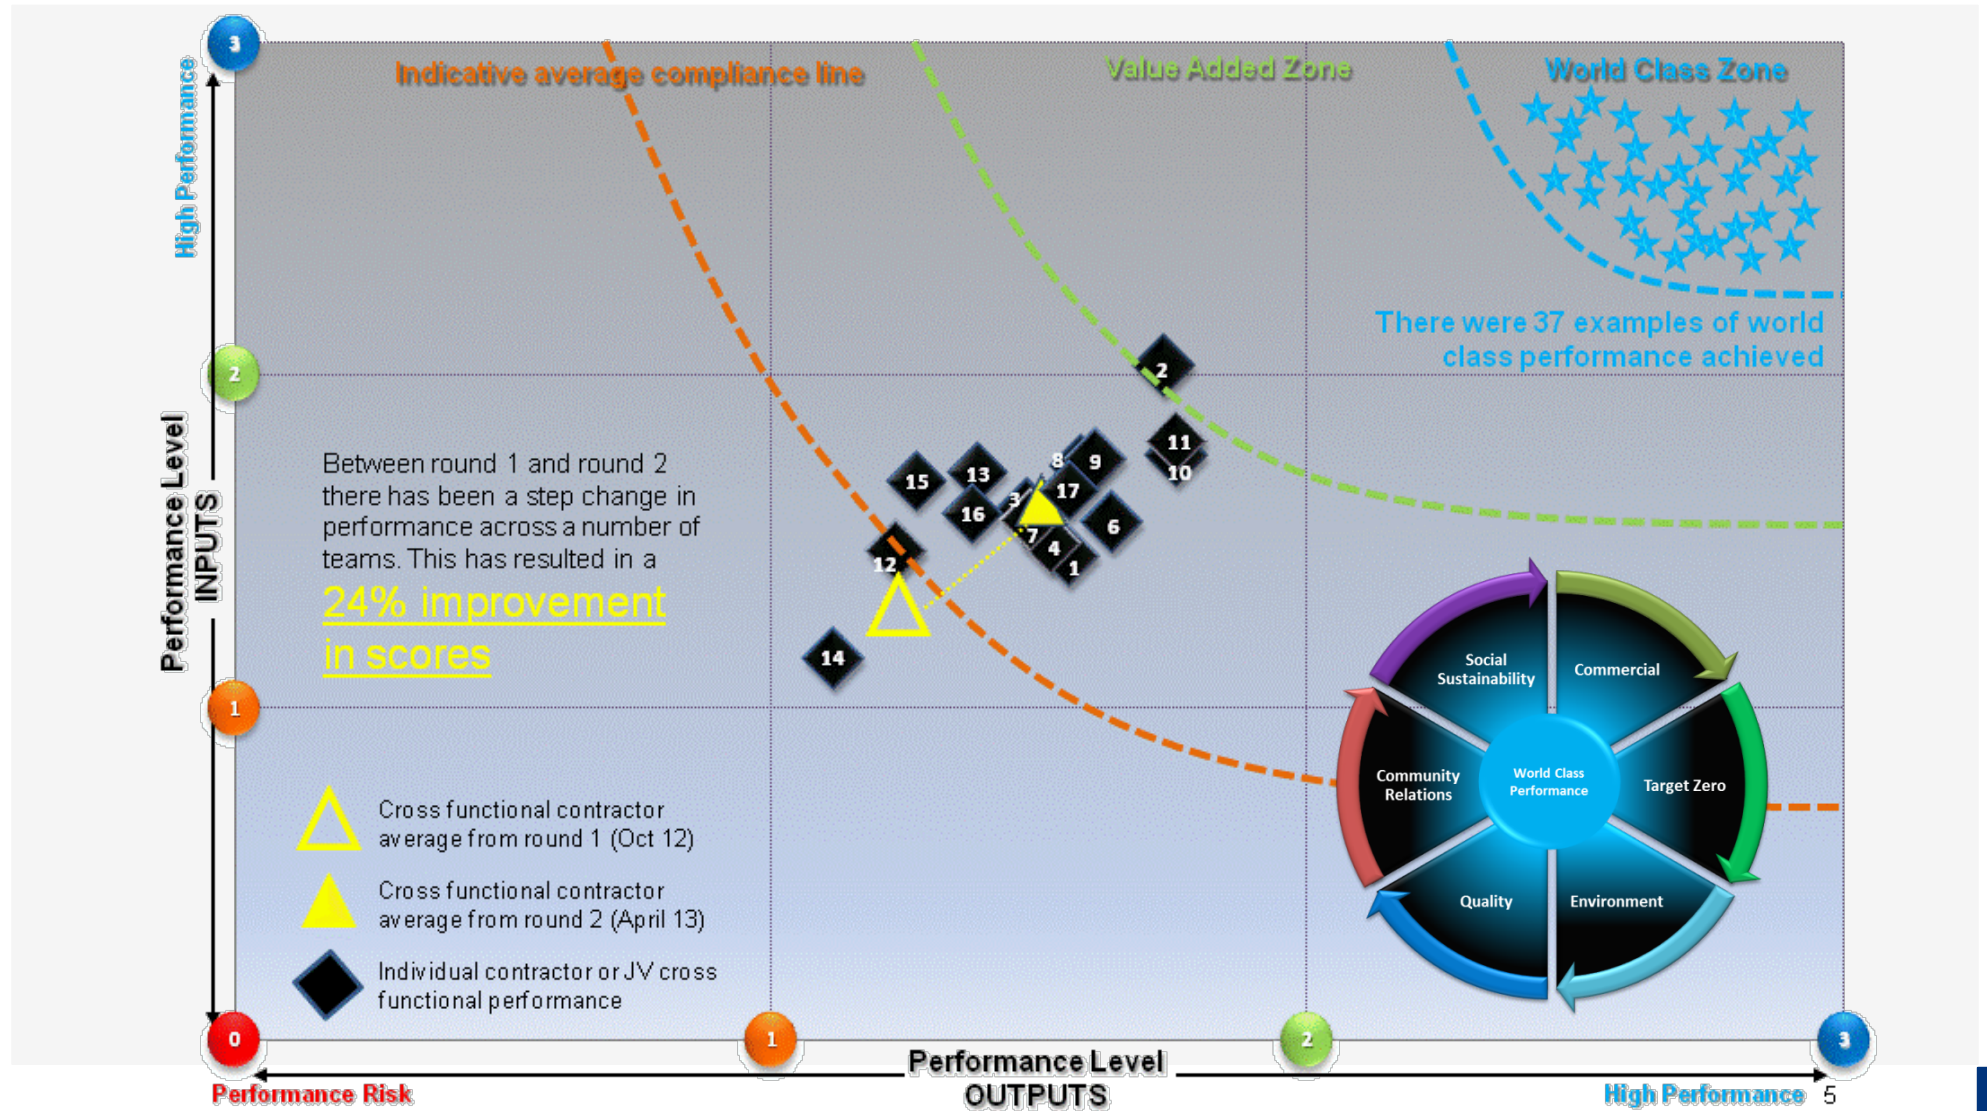 3
Indicative average compliance line
Value Added Zone
World Class Zone
High Performance
There were 37 examples of world
class performance achieved
2
2
11
10
9
8
17
13
15
16
3
7
6
4
1
12
14
Between round 1 and round 2
there has been a step change in
performance across a number of
teams. This has resulted in a
24% improvement
in scores
Performance Level
INPUTS
1
Social
Sustainability
Commercial
Community
Relations
World Class
Performance
Target Zero
Quality
Environment
Cross functional contractor
average from round 1 (Oct 12)
Cross functional contractor
average from round 2 (April 13)
Individual contractor or JV cross
functional performance
0
1
2
3
Performance Level
OUTPUTS
Performance Risk
High Performance
5